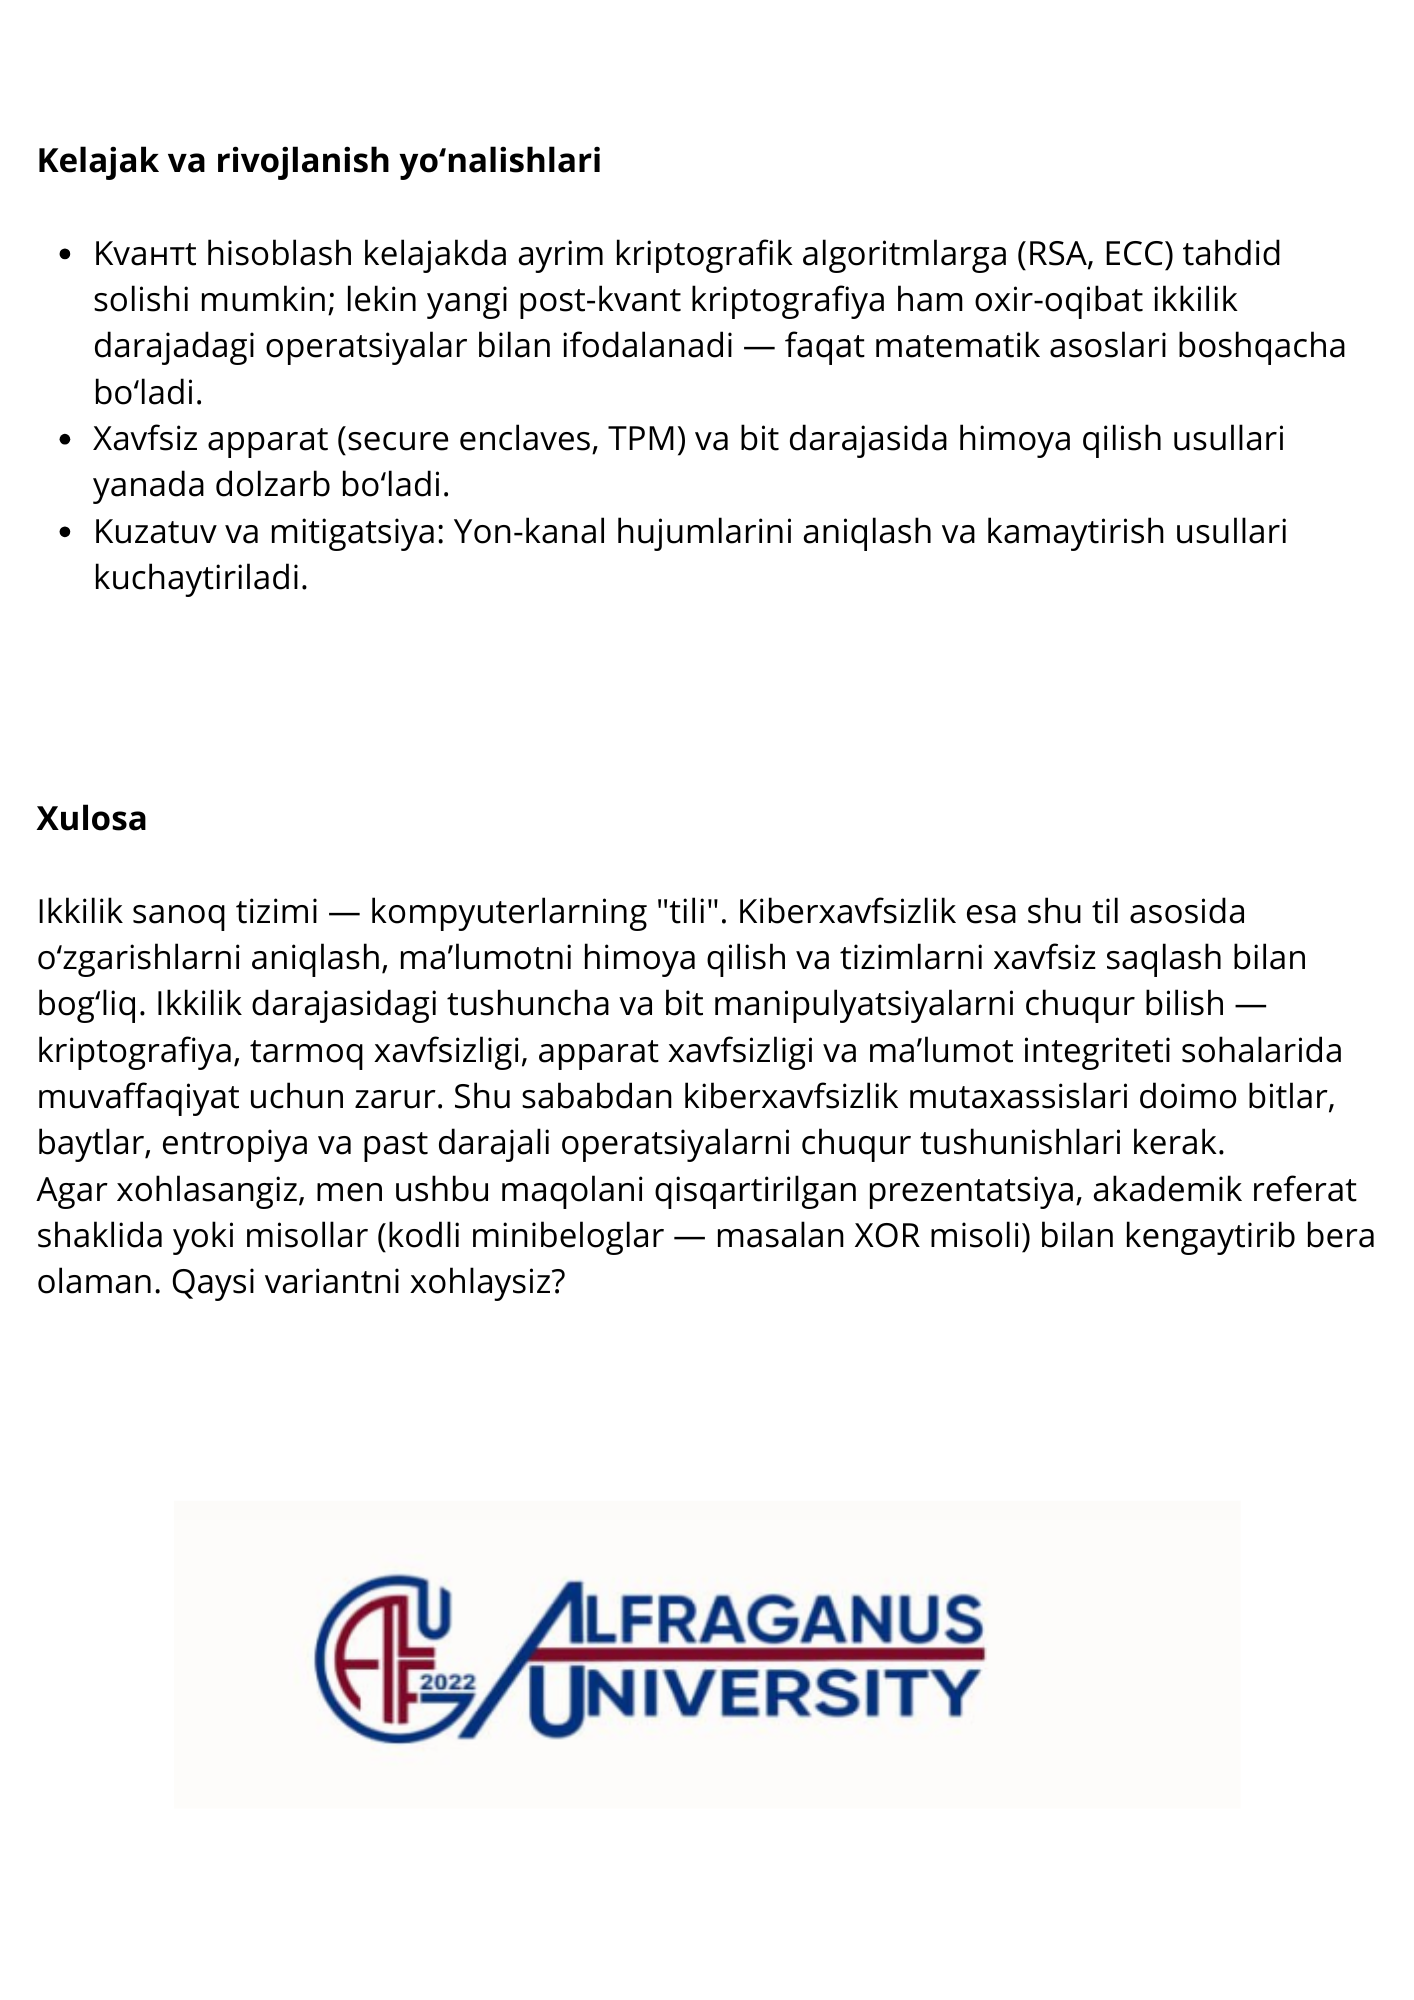 Kelajak va rivojlanish yo‘nalishlari
• Kvaнтt hisoblash kelajakda ayrim kriptografik algoritmlarga (RSA, ECC) tahdid
solishi mumkin; lekin yangi post-kvant kriptografiya ham oxir-oqibat ikkilik
darajadagi operatsiyalar bilan ifodalanadi — faqat matematik asoslari boshqacha
bo‘ladi.
• Xavfsiz apparat (secure enclaves, TPM) va bit darajasida himoya qilish usullari
yanada dolzarb bo‘ladi.
• Kuzatuv va mitigatsiya: Yon-kanal hujumlarini aniqlash va kamaytirish usullari
kuchaytiriladi.
Xulosa
Ikkilik sanoq tizimi — kompyuterlarning "tili". Kiberxavfsizlik esa shu til asosida
o‘zgarishlarni aniqlash, ma’lumotni himoya qilish va tizimlarni xavfsiz saqlash bilan
bog‘liq. Ikkilik darajasidagi tushuncha va bit manipulyatsiyalarni chuqur bilish —
kriptografiya, tarmoq xavfsizligi, apparat xavfsizligi va ma’lumot integriteti sohalarida
muvaffaqiyat uchun zarur. Shu sababdan kiberxavfsizlik mutaxassislari doimo bitlar,
baytlar, entropiya va past darajali operatsiyalarni chuqur tushunishlari kerak.
Agar xohlasangiz, men ushbu maqolani qisqartirilgan prezentatsiya, akademik referat
shaklida yoki misollar (kodli minibeloglar — masalan XOR misoli) bilan kengaytirib bera
olaman. Qaysi variantni xohlaysiz?
AFU 2022
ALFRAGANUS
UNIVERSITY